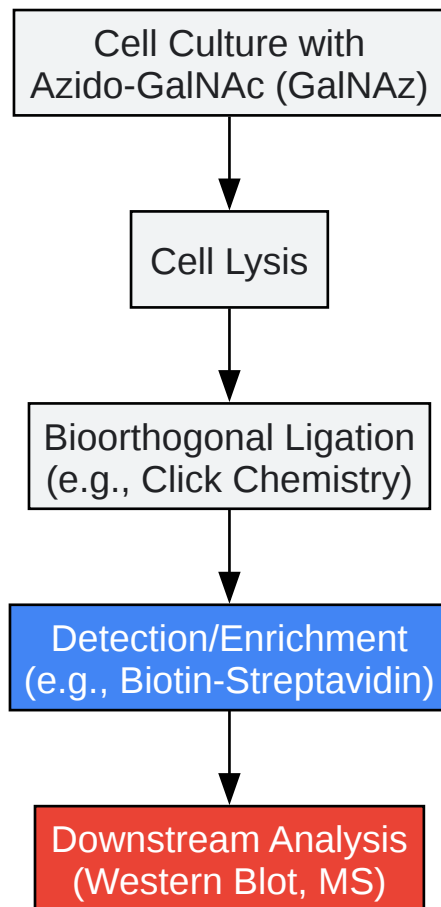 Cell Culture with
Azido-GalNAc (GalNAz)
Cell Lysis
Bioorthogonal Ligation
(e.g., Click Chemistry)
Detection/Enrichment
(e.g., Biotin-Streptavidin)
Downstream Analysis
(Western Blot, MS)